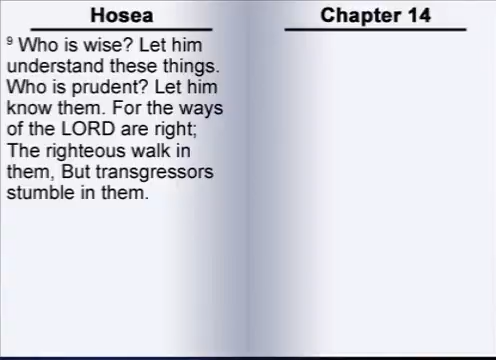 Hosea
Chapter 14
⁹ Who is wise? Let him
understand these things.
Who is prudent? Let him
know them. For the ways
of the LORD are right;
The righteous walk in
them, But transgressors
stumble in them.